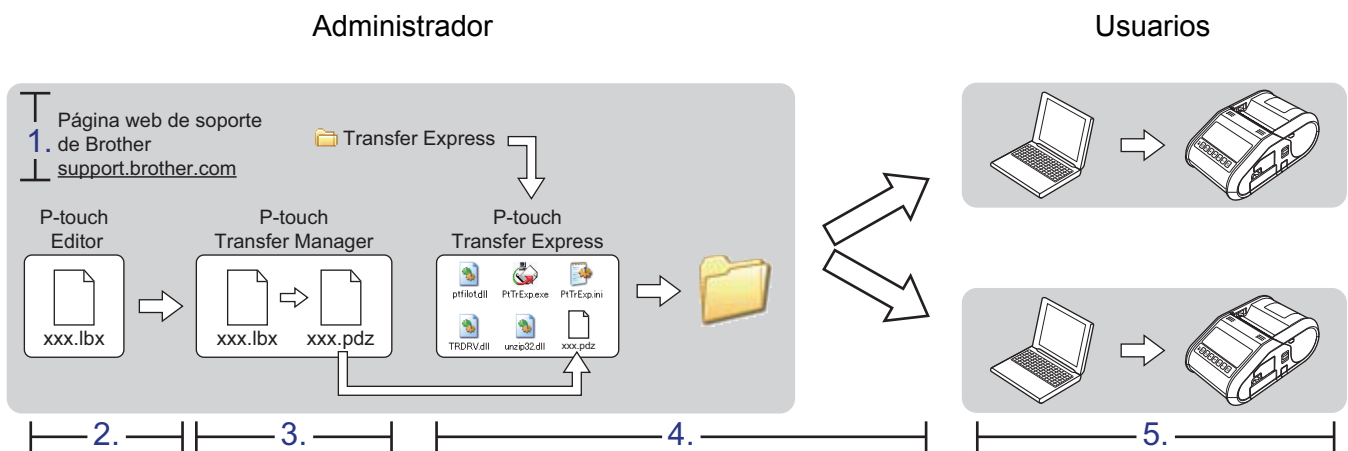 Administrador
Usuarios
1.
Página web de soporte
de Brother
support.brother.com
Transfer Express
P-touch
Editor
xxx.lbx
P-touch
Transfer Manager
xxx.lbx
xxx.pdz
P-touch
Transfer Express
ptfilot.dll
PtTrExp.exe
PtTrExp.ini
TRDRV.dll
unzip32.dll
xxx.pdz
2.
3.
4.
5.